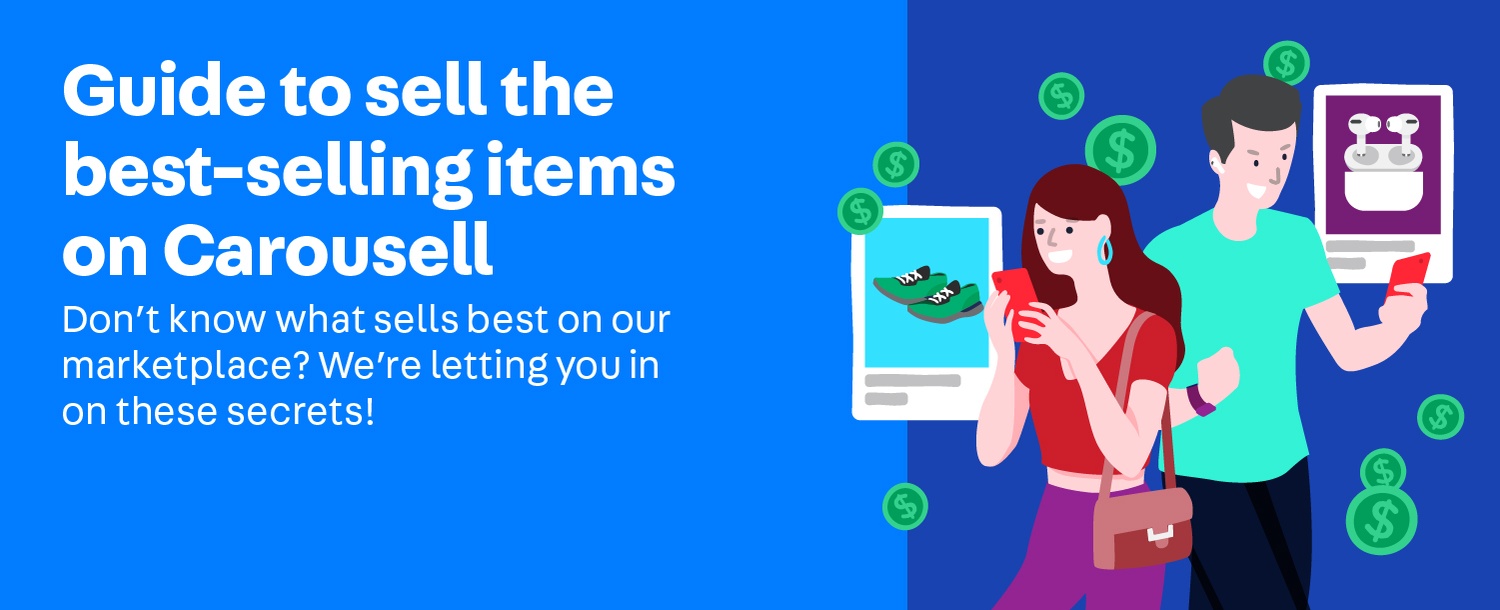 Guide to sell the
best-selling items
on Carousell
Don't know what sells best on our
marketplace? We're letting you in
on these secrets!
$
$
$
$
$
$
$
$
$